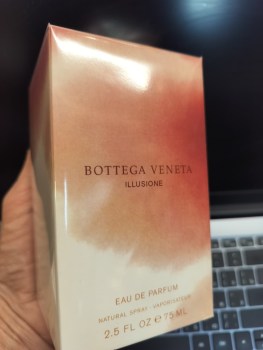 BOTTEGA VENETA
ILLUSIONE
EAU DE PARFUM
NATURAL SPRAY · VAPORISATEUR
2.5 FL OZ ℮ 75 ML